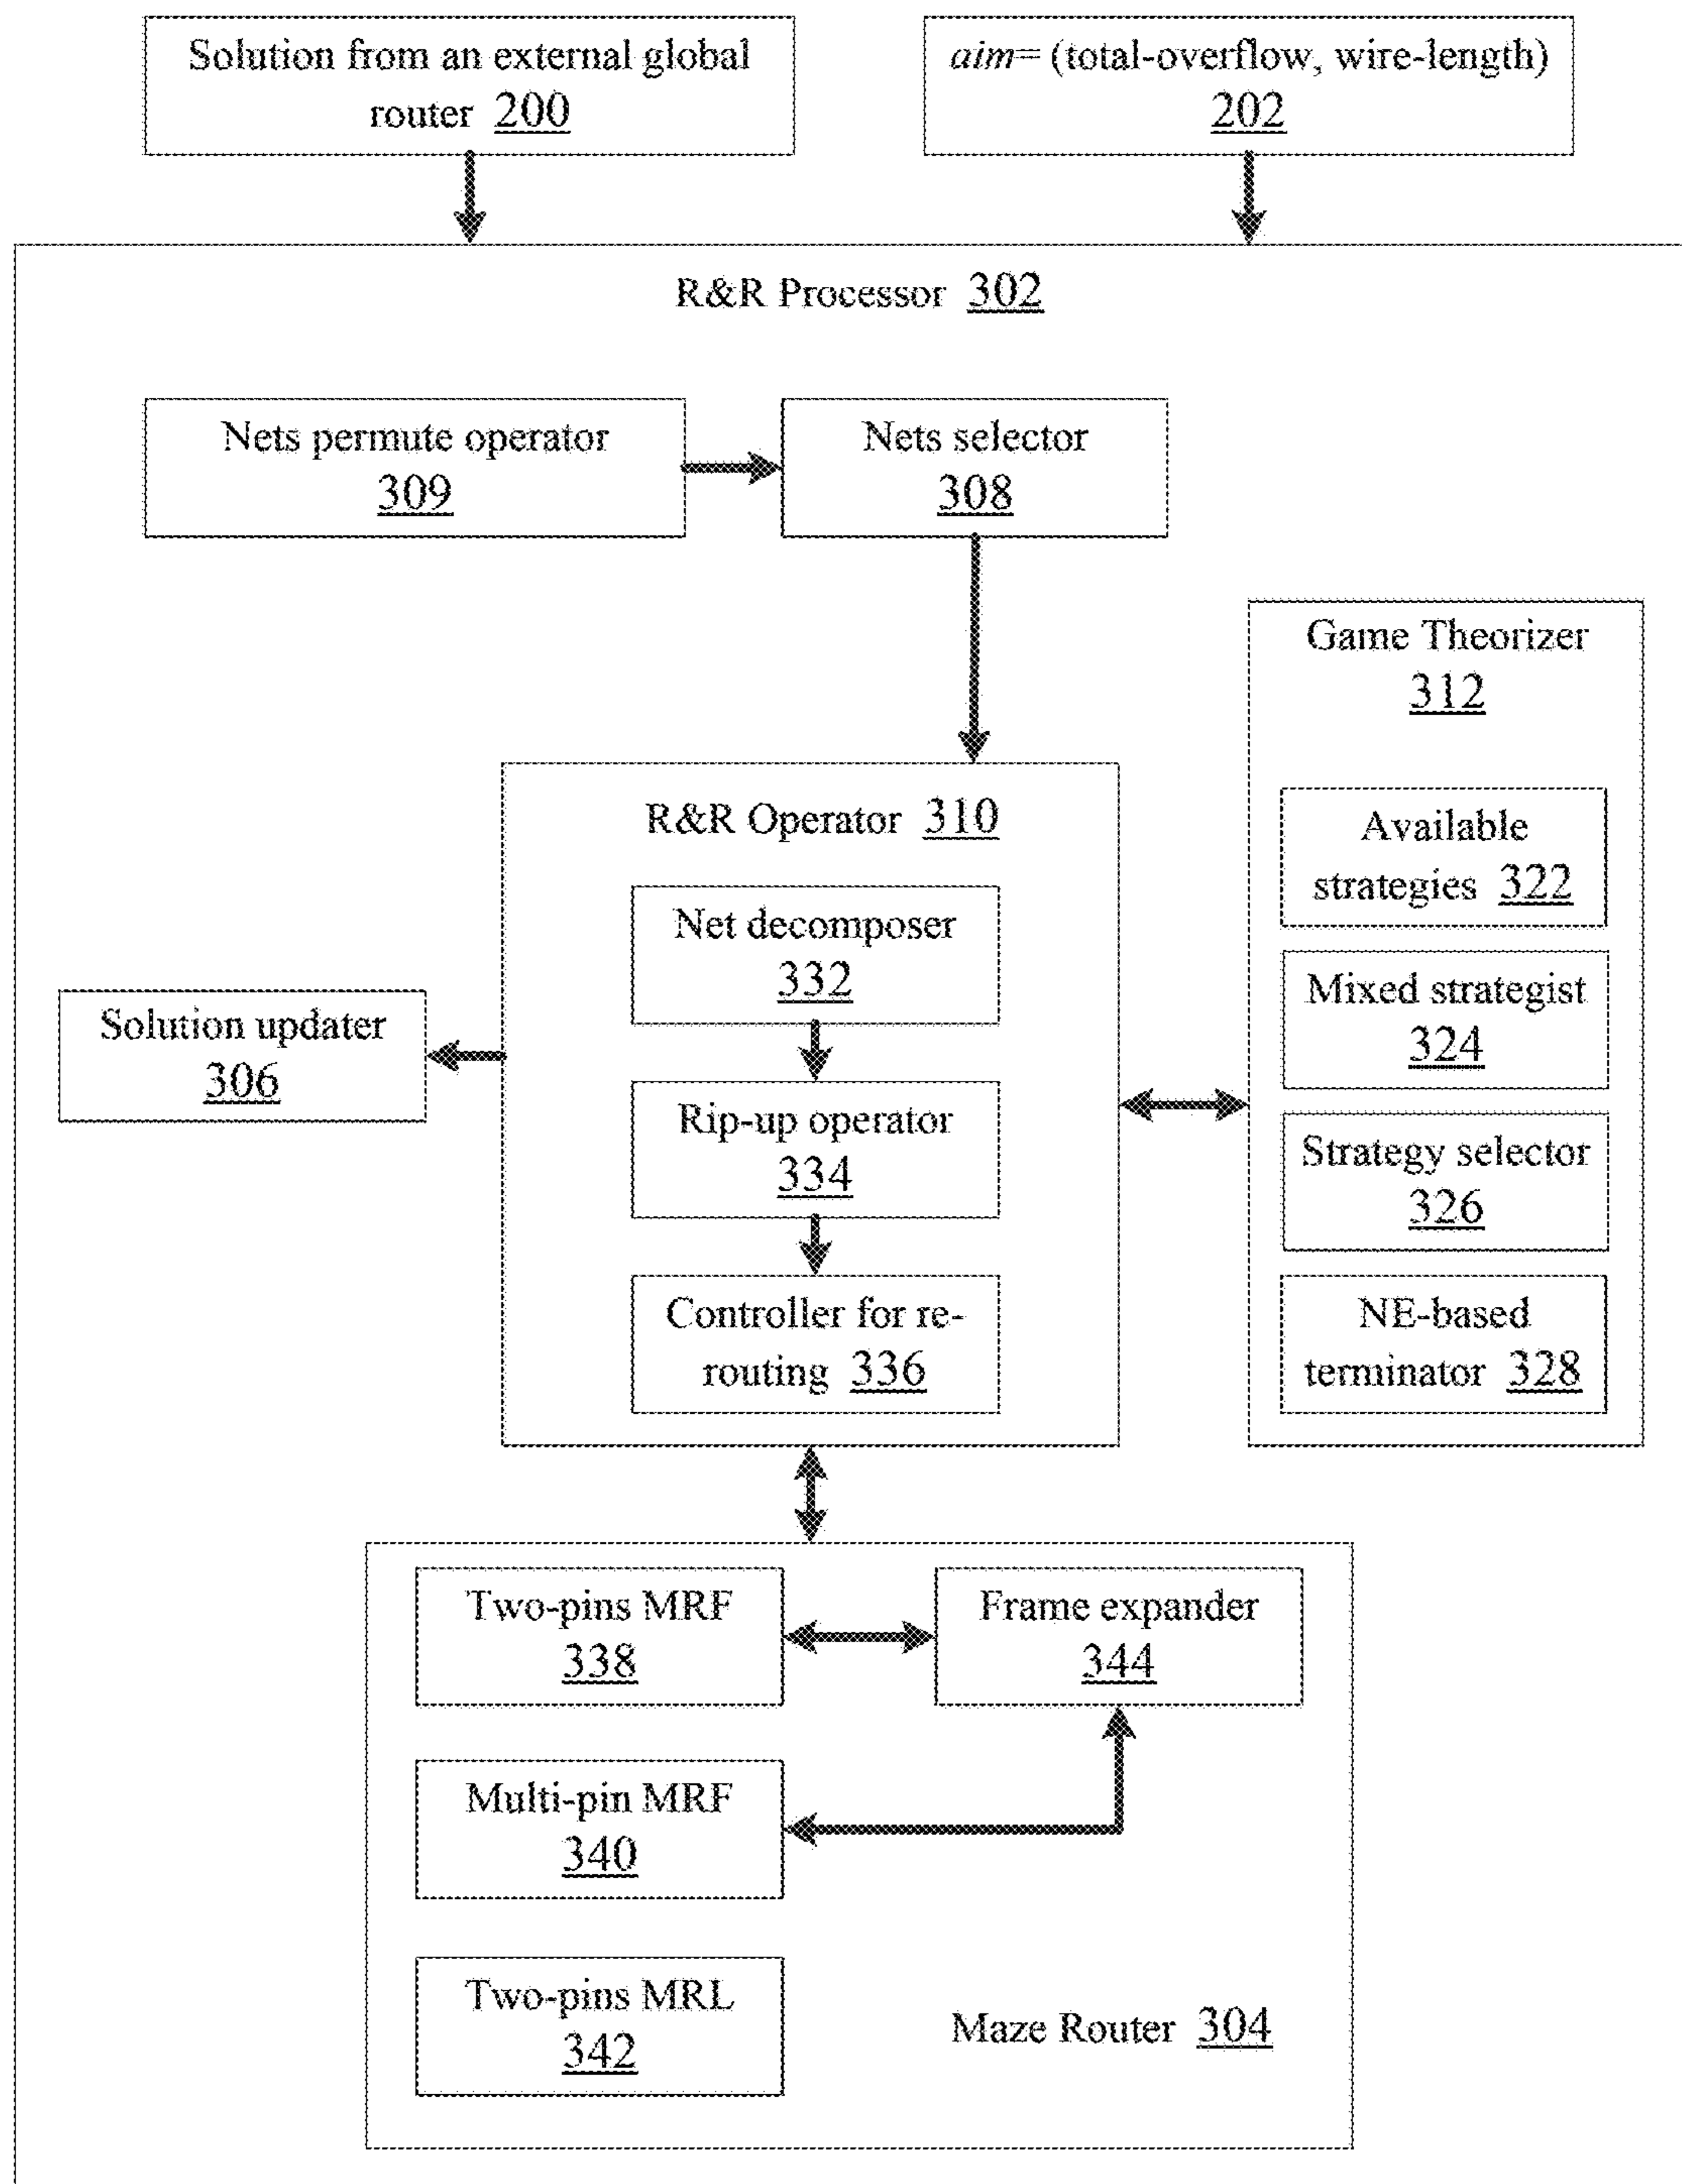 Solution from an external global
router 200
aim= (total-overflow, wire-length)
202
R&R Processor 302
Nets permute operator
309
Nets selector
308
Game Theorizer
312
Available
strategies 322
Mixed strategist
324
Strategy selector
326
NE-based
terminator 328
R&R Operator 310
Net decomposer
332
Rip-up operator
334
Controller for re-
routing 336
Solution updater
306
Two-pins MRF
338
Frame expander
344
Multi-pin MRF
340
Two-pins MRL
342
Maze Router 304